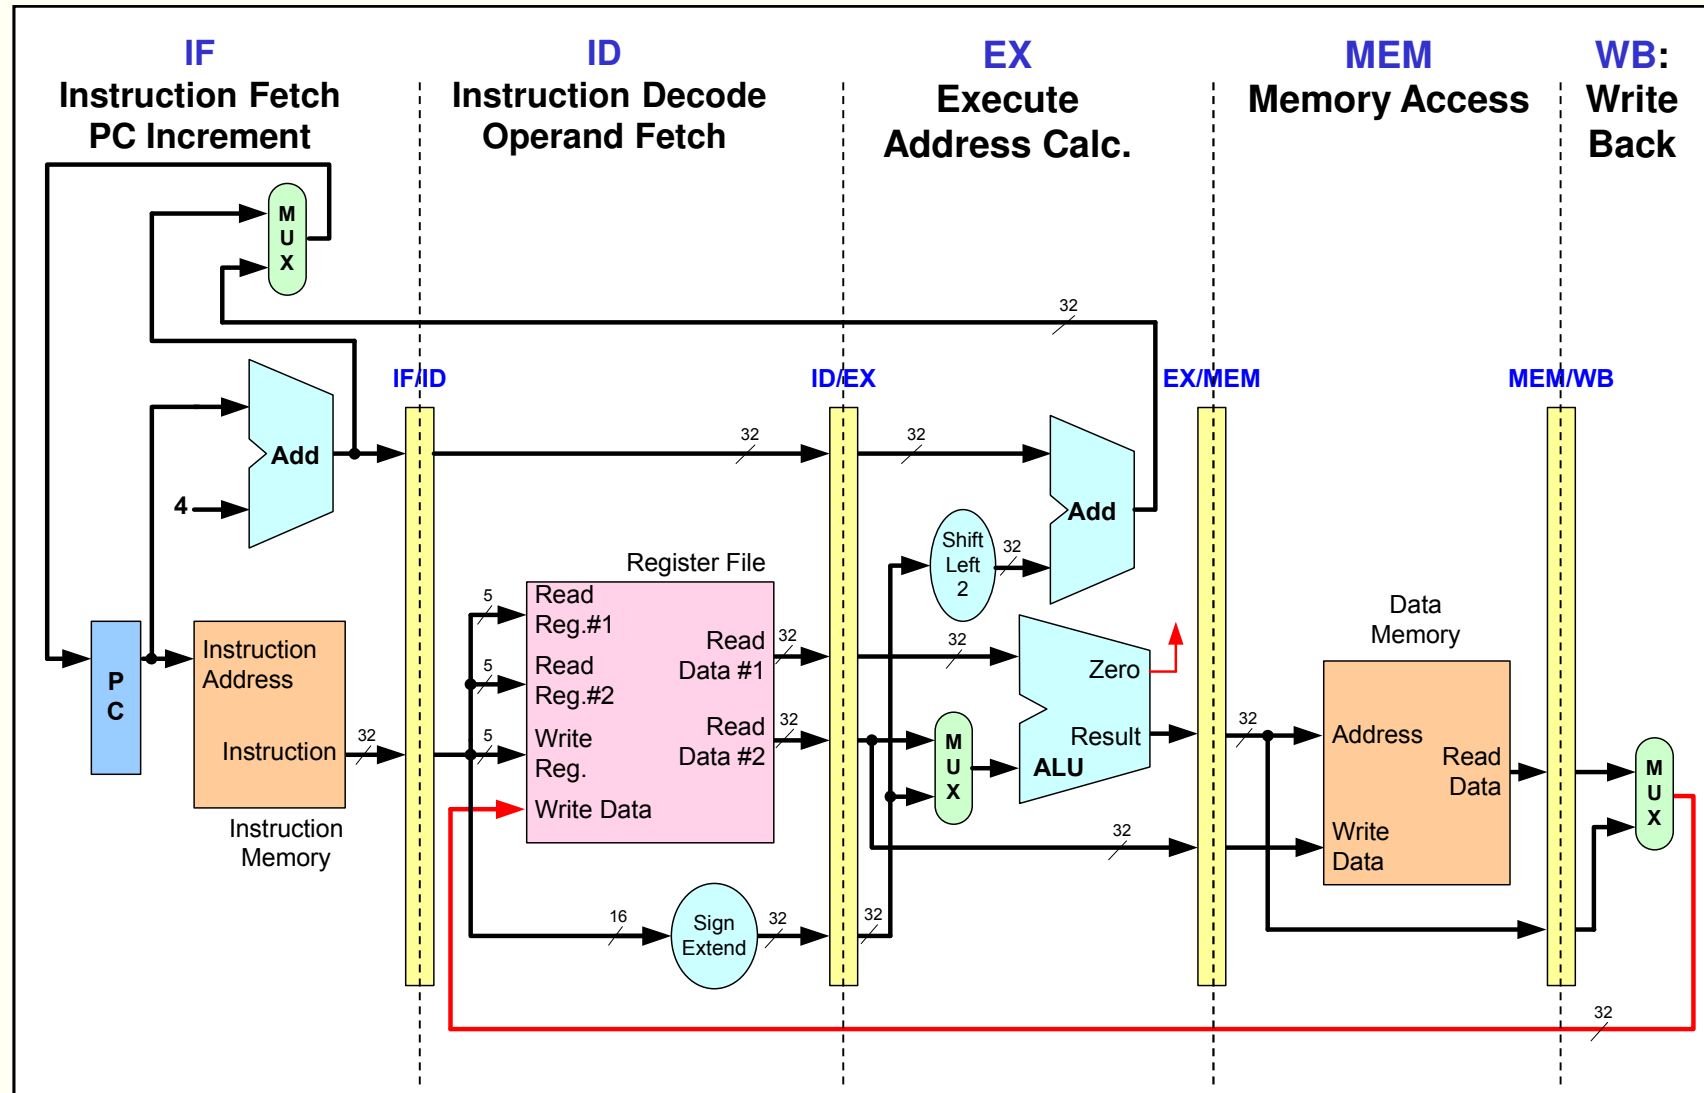 IF
Instruction Fetch
PC Increment
ID
Instruction Decode
Operand Fetch
EX
Execute
Address Calc.
MEM
Memory Access
WB:
Write
Back
M
U
X
32
IF/ID
ID/EX
EX/MEM
MEM/WB
Add
4
32
32
Add
Shift
Left
2
32
Register File
Read
Reg.#1
5
Read
Reg.#2
5
Write
Reg.
5
Write Data
Read
Data #1
32
Read
Data #2
32
P
C
Instruction
Address
Instruction
32
Instruction
Memory
16
Sign
Extend
32
32
32
M
U
X
Zero
Result
ALU
32
32
Data
Memory
Address
Read
Data
Write
Data
M
U
X
32